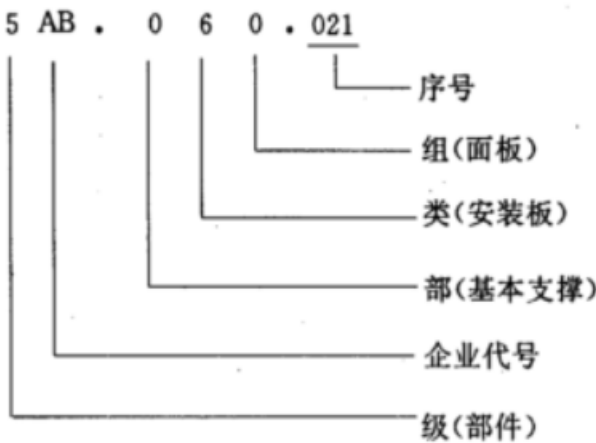 5 AB . 0 6 0 . 021
序号
组(面板)
类(安装板)
部(基本支撑)
企业代号
级(部件)